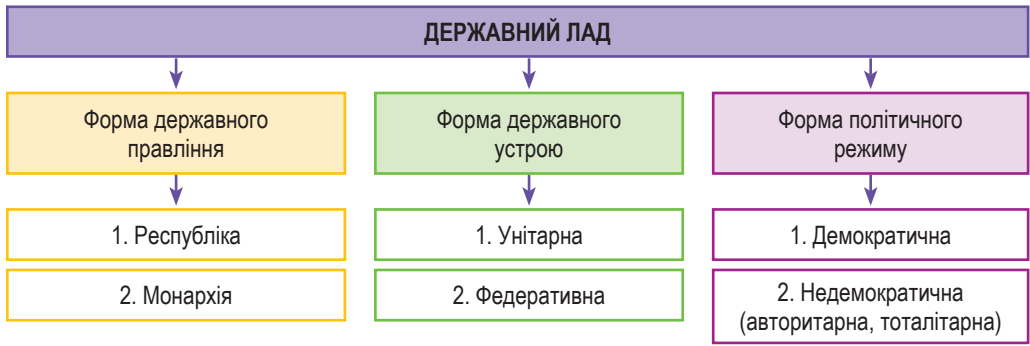 ДЕРЖАВНИЙ ЛАД
Форма державного
правління
1. Республіка
2. Монархія
Форма державного
устрою
1. Унітарна
2. Федеративна
Форма політичного
режиму
1. Демократична
2. Недемократична
(авторитарна, тоталітарна)